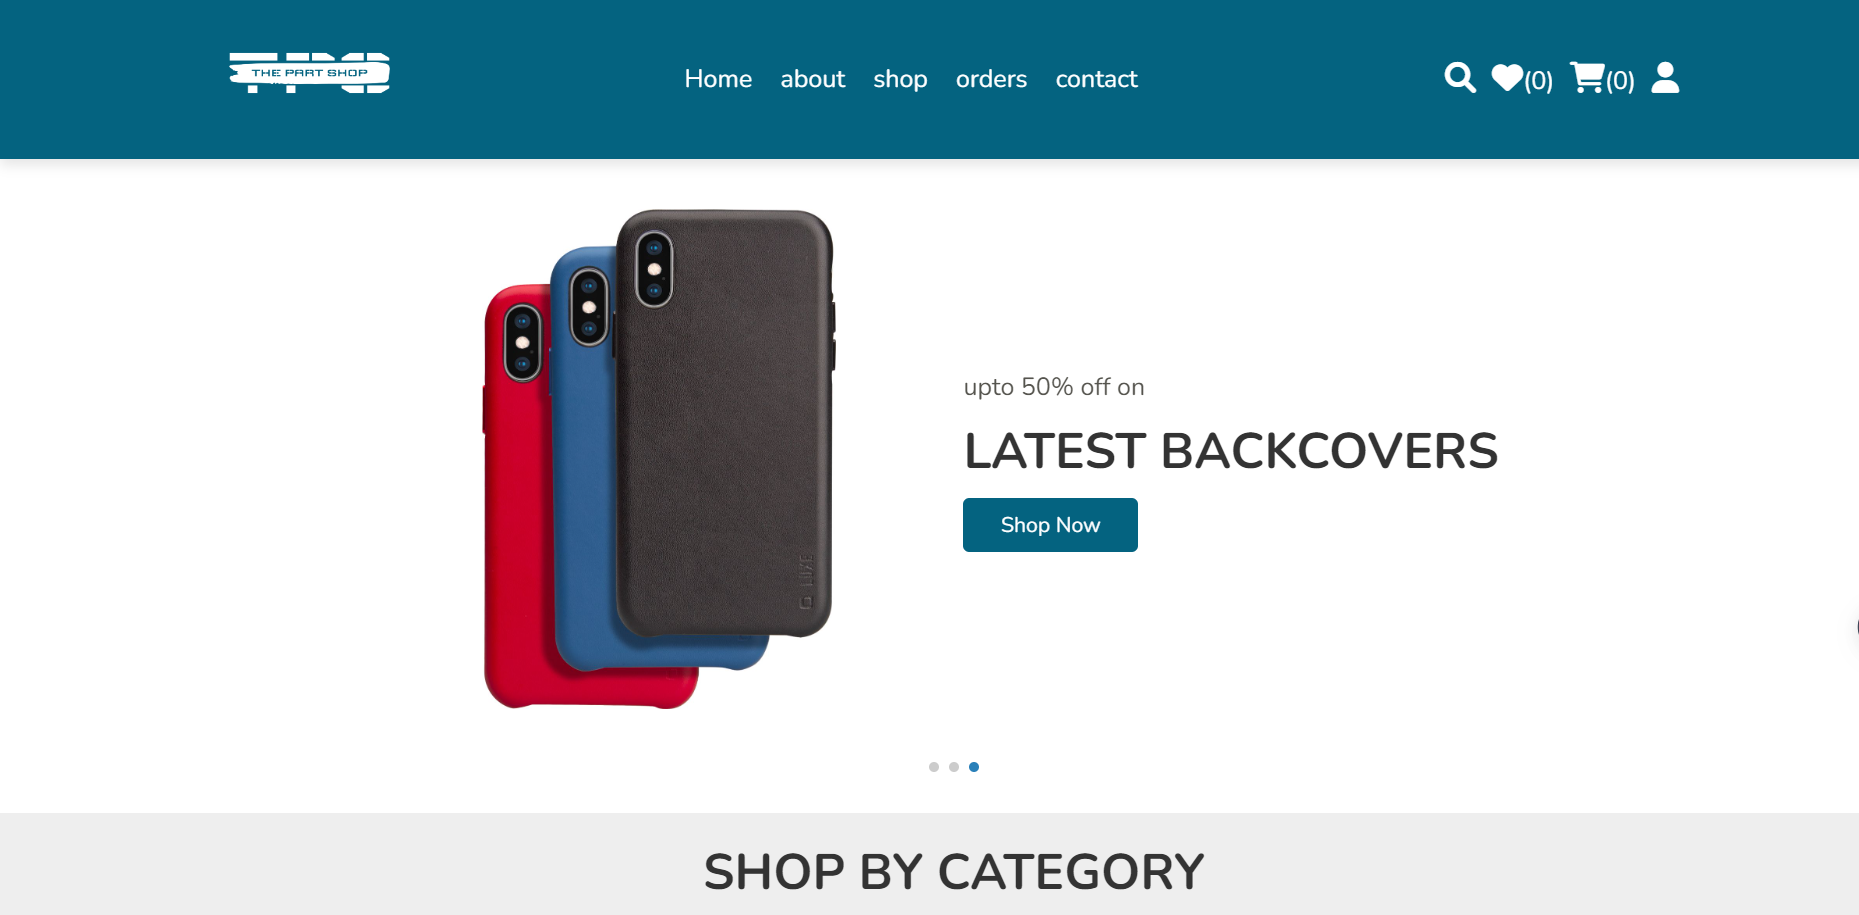 THE PART SHOP
Home about shop orders contact
(0) (0)
upto 50% off on
LATEST BACKCOVERS
Shop Now
SHOP BY CATEGORY